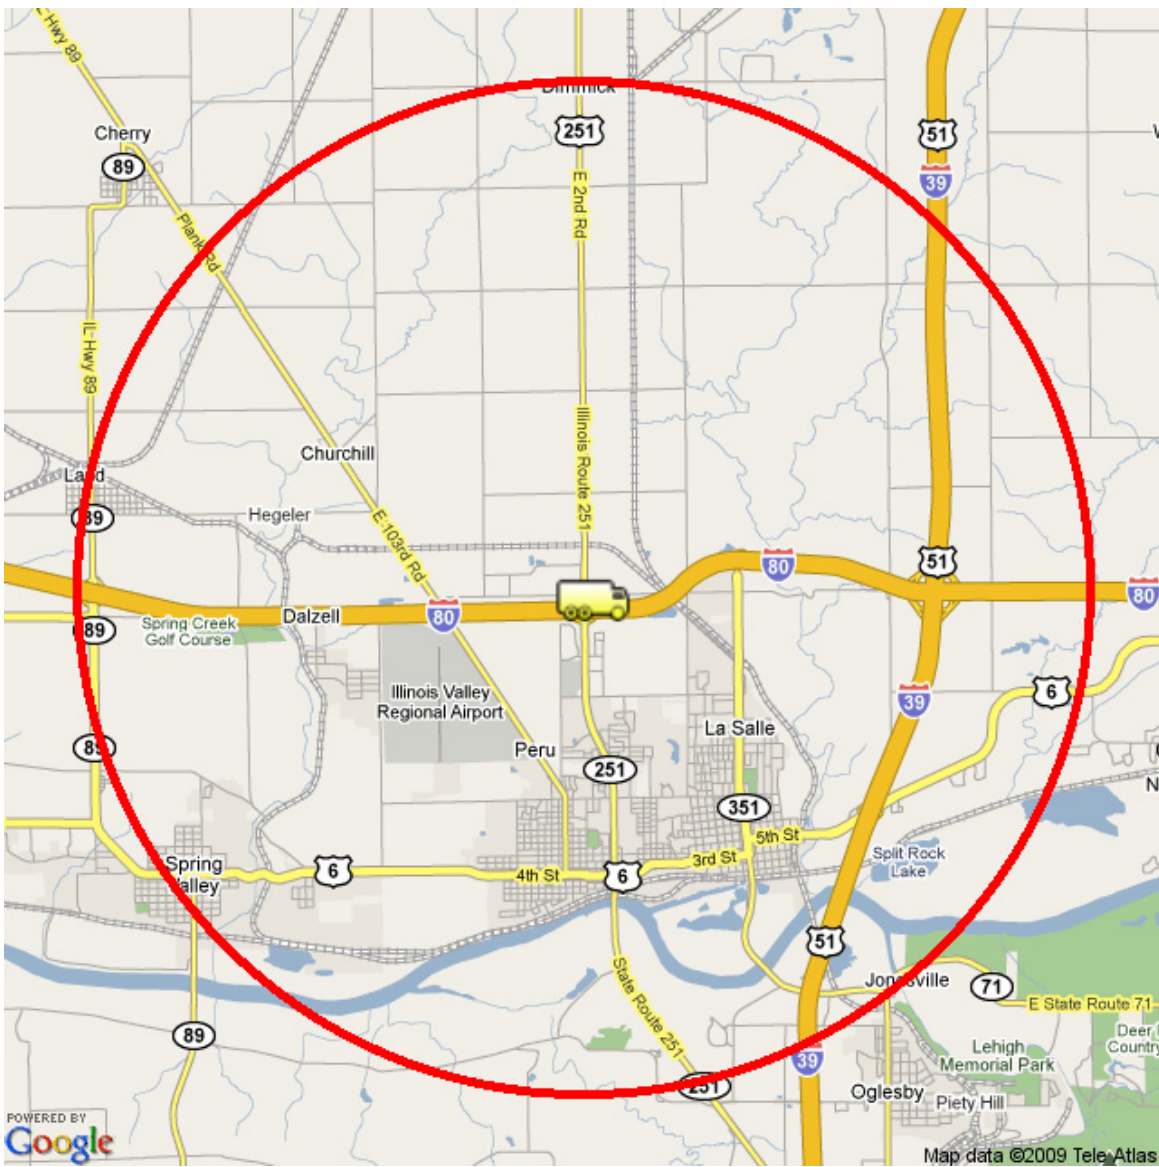 L Hwy 89
Dimmick
251
51
Cherry
89
39
E 2nd Rd
Plank Rd
IL Hwy 89
Illinois Route 251
Churchill
Ladd
89
Hegeler
E 103rd Rd
51
80
80
Dalzell
80
Spring Creek
Golf Course
89
6
Illinois Valley
Regional Airport
39
La Salle
89
Peru
251
351
5th St
3rd St
Split Rock
Lake
Spring
Valley
6
4th St
6
51
Jonesville
71
State Route 251
E State Route 71
89
Deer
Country
Lehigh
Memorial Park
39
251
Oglesby
Piety Hill
POWERED BY
Google
Map data ©2009 Tele Atlas